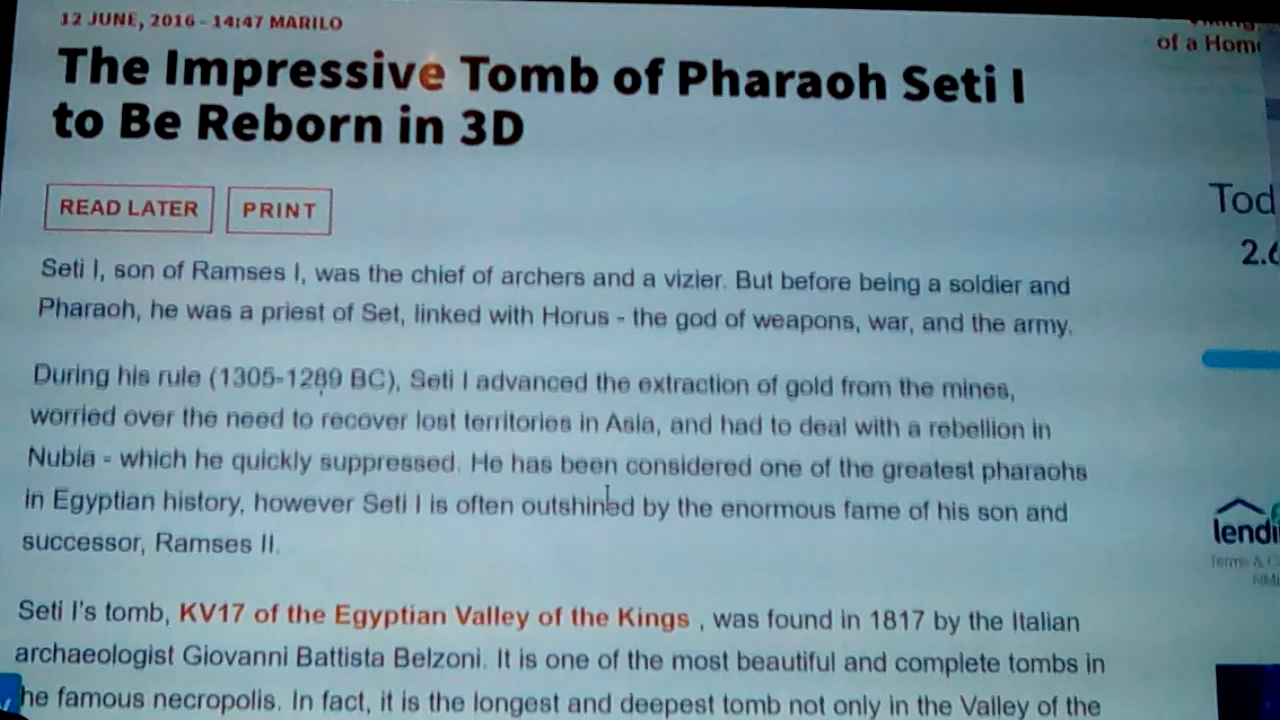 12 JUNE, 2016 - 14:47 MARILO
The Impressive Tomb of Pharaoh Seti I
to Be Reborn in 3D
READ LATER PRINT
Seti I, son of Ramses I, was the chief of archers and a vizier. But before being a soldier and
Pharaoh, he was a priest of Set, linked with Horus - the god of weapons, war, and the army.
During his rule (1305-1289 BC), Seti I advanced the extraction of gold from the mines,
worried over the need to recover lost territories in Asia, and had to deal with a rebellion in
Nubia - which he quickly suppressed. He has been considered one of the greatest pharaohs
in Egyptian history, however Seti I is often outshined by the enormous fame of his son and
successor, Ramses II.
Seti I's tomb, KV17 of the Egyptian Valley of the Kings , was found in 1817 by the Italian
archaeologist Giovanni Battista Belzoni. It is one of the most beautiful and complete tombs in
he famous necropolis. In fact, it is the longest and deepest tomb not only in the Valley of the
of a Hom
Tod
2.6
lendi
Terms &
NML